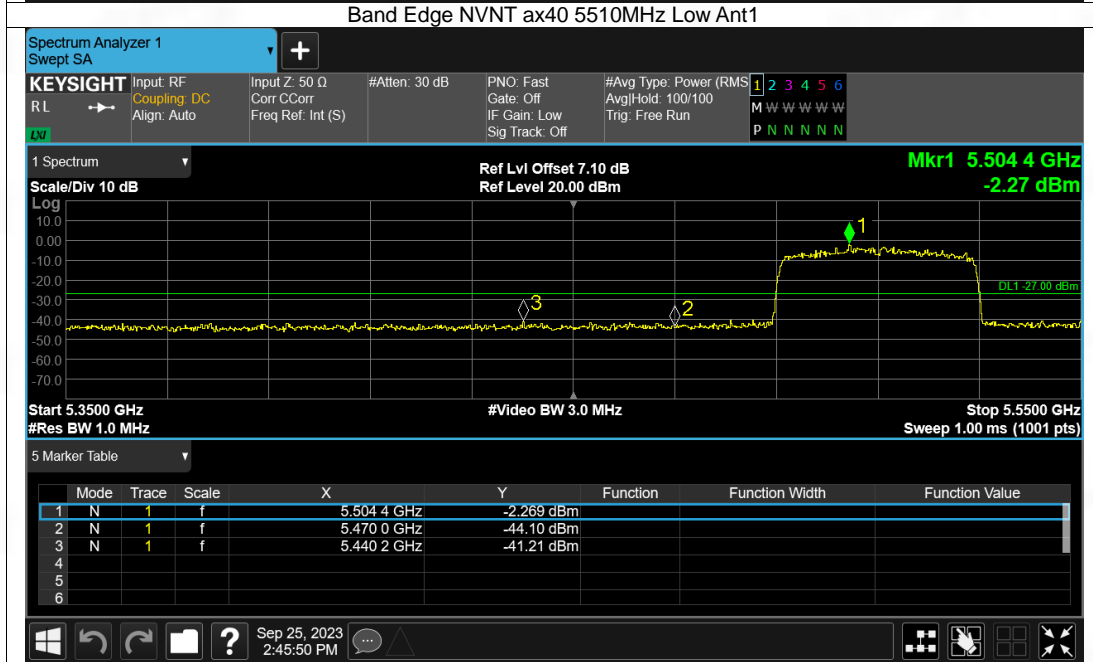 Band Edge NVNT ax40 5510MHz Low Ant1
Spectrum Analyzer 1
Swept SA
+
KEYSIGHT Input: RF Input Z: 50 Ω #Atten: 30 dB PNO: Fast #Avg Type: Power (RMS 1 2 3 4 5 6
RL Coupling: DC Corr CCorr Gate: Off Avg|Hold: 100/100 M W W W W W
Align: Auto Freq Ref: Int (S) IF Gain: Low Trig: Free Run
LXI Sig Track: Off P N N N N N
1 Spectrum Ref Lvl Offset 7.10 dB Mkr1 5.504 4 GHz
Scale/Div 10 dB Ref Level 20.00 dBm -2.27 dBm
Log
10.0
1
0.00
-10.0
-20.0
DL1 -27.00 dBm
-30.0
3
2
-40.0
-50.0
-60.0
-70.0
Start 5.3500 GHz #Video BW 3.0 MHz Stop 5.5500 GHz
#Res BW 1.0 MHz Sweep 1.00 ms (1001 pts)
5 Marker Table
Mode Trace Scale X Y Function Function Width Function Value
1 N 1 f 5.504 4 GHz -2.269 dBm
2 N 1 f 5.470 0 GHz -44.10 dBm
3 N 1 f 5.440 2 GHz -41.21 dBm
4
5
6
? Sep 25, 2023
2:45:50 PM